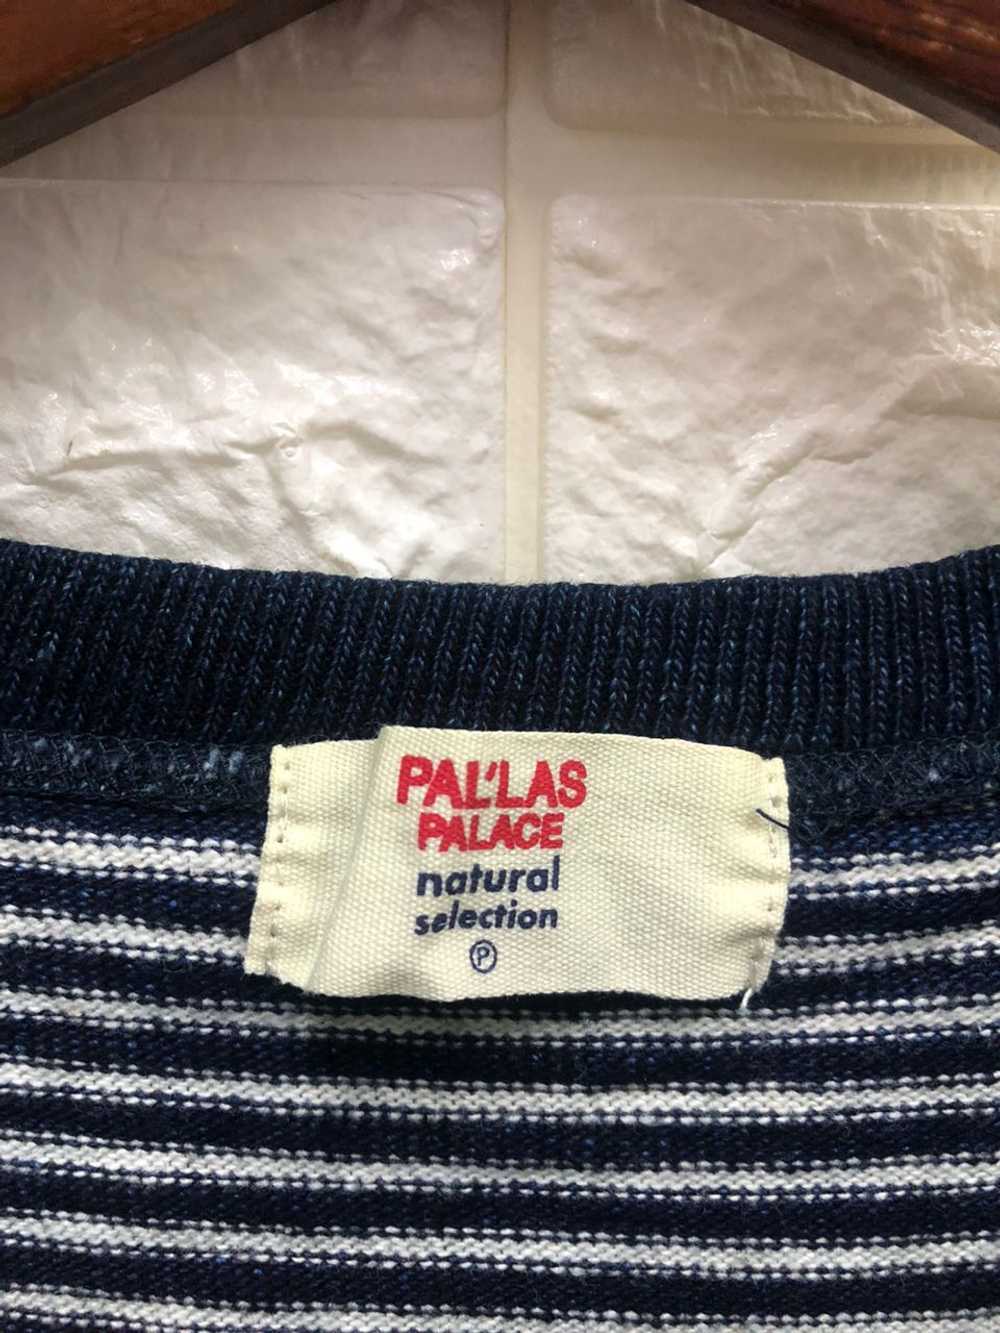 PAL'LAS
PALACE
natural
selection
P